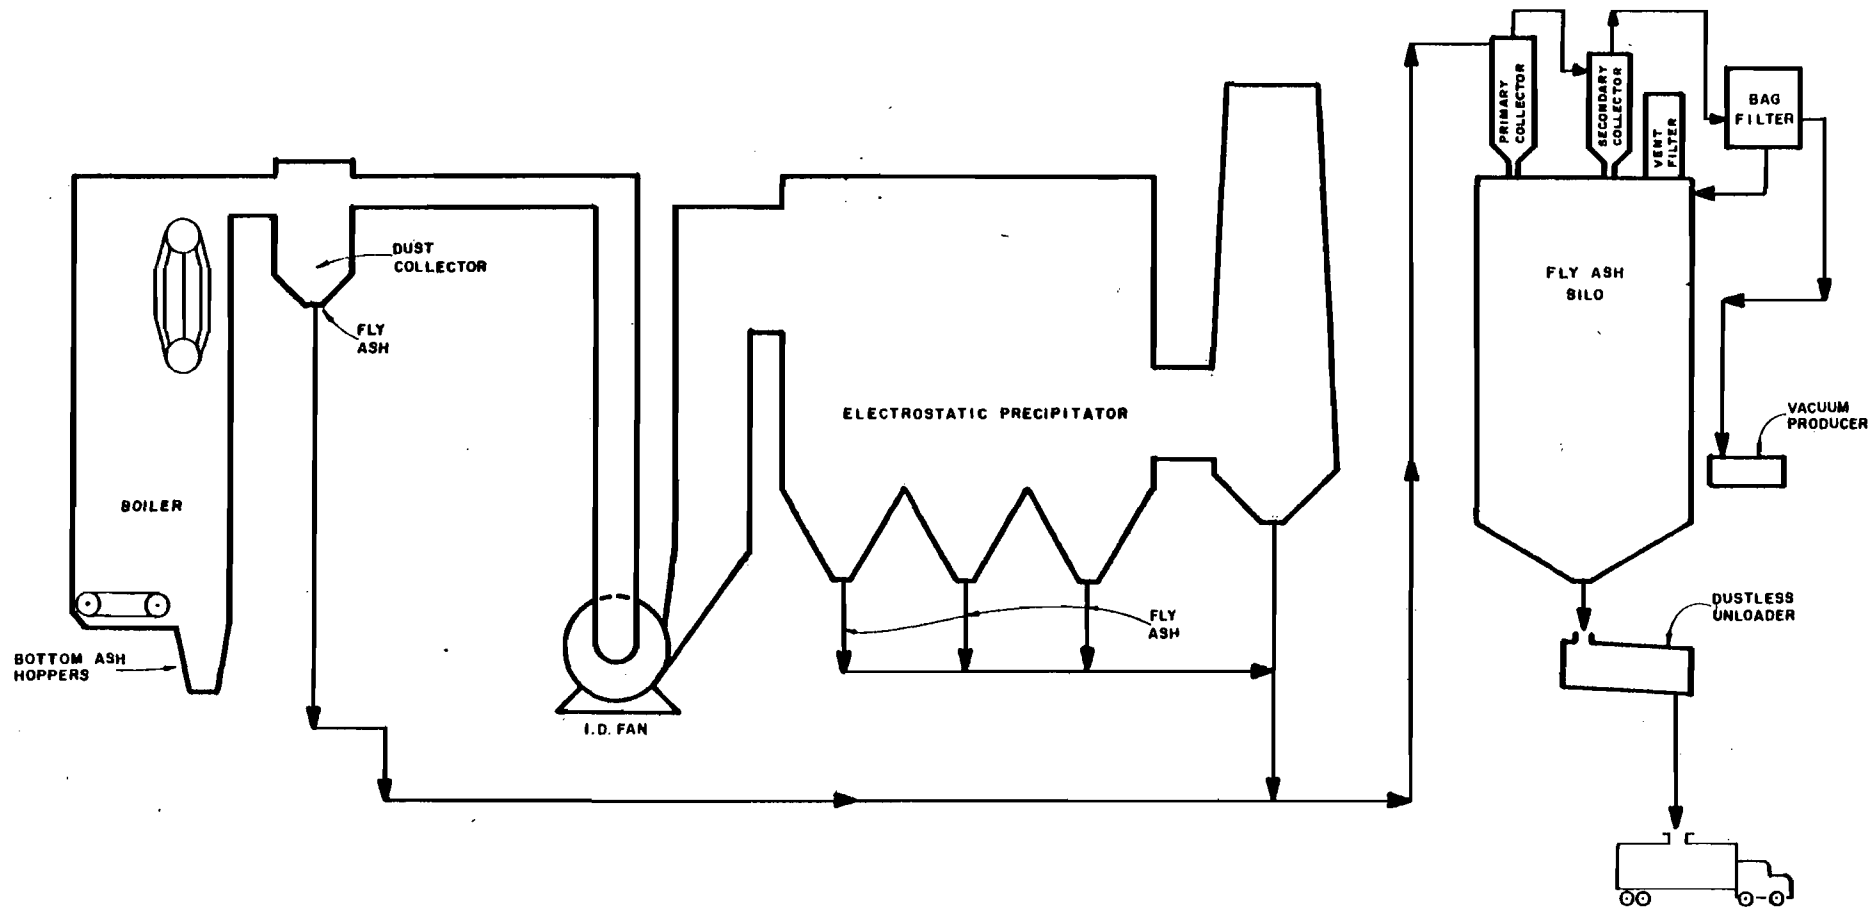 PRIMARY
COLLECTOR
SECONDARY
COLLECTOR
VENT
FILTER
BAG
FILTER
DUST
COLLECTOR
FLY ASH
SILO
FLY
ASH
ELECTROSTATIC PRECIPITATOR
VACUUM
PRODUCER
BOILER
DUSTLESS
UNLOADER
FLY
ASH
BOTTOM ASH
HOPPERS
I.D. FAN